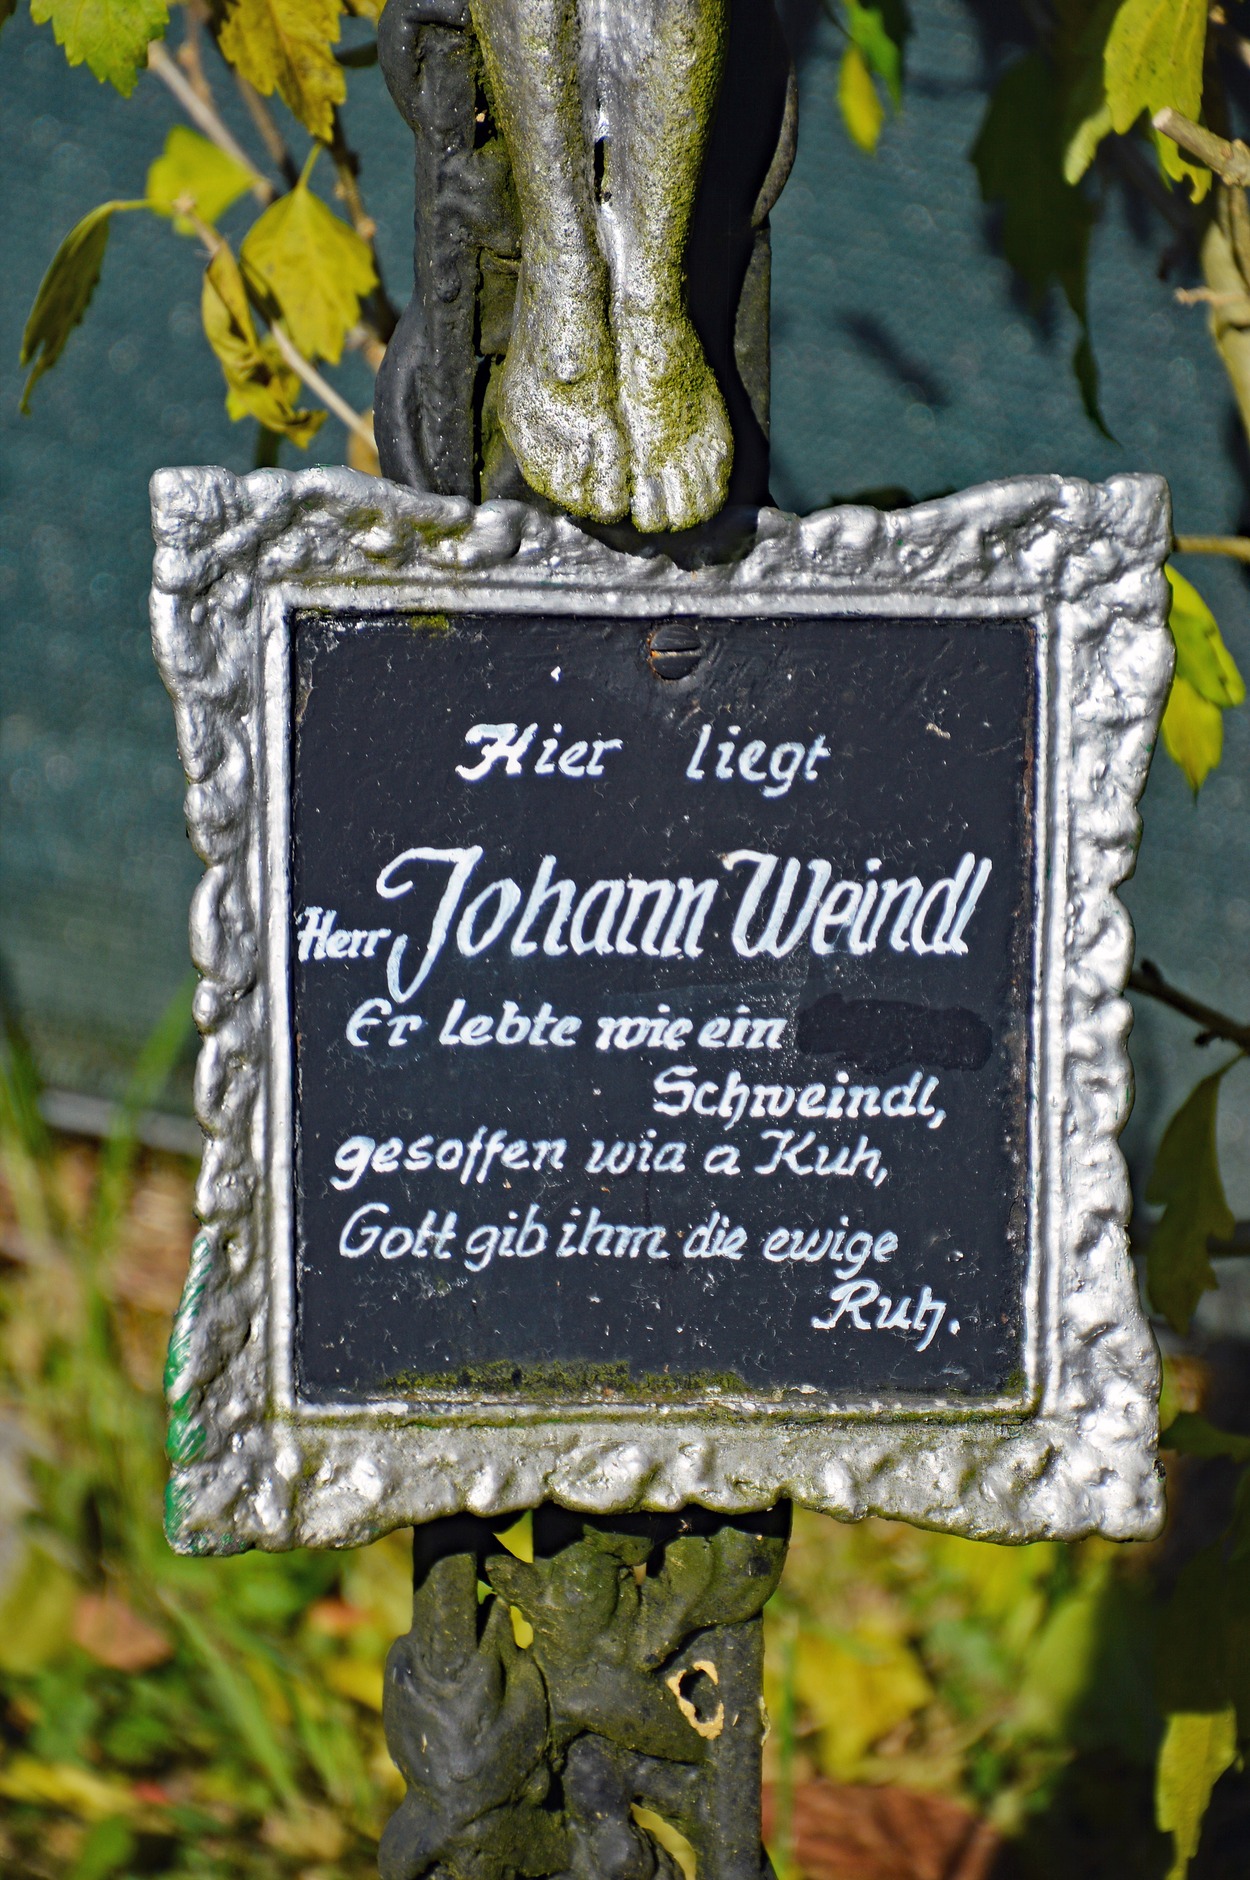 Hier liegt
Herr Johann Weindl
Er lebte wie ein
Schweindl,
gesoffen wia a Kuh,
Gott gib ihm die ewige
Ruh.